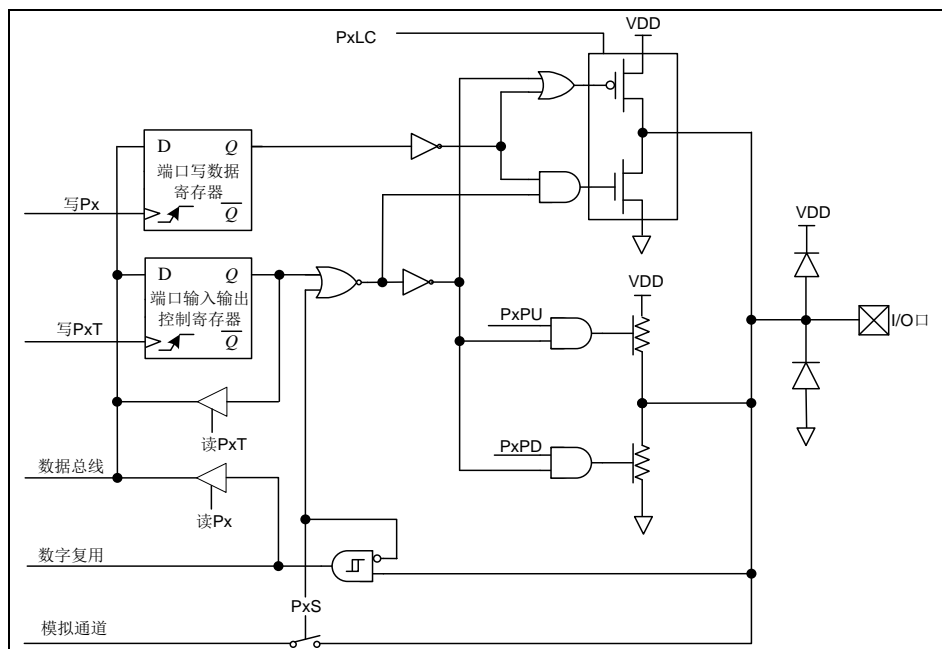 PxLC
VDD
D Q
端口写数据
寄存器
Q
写Px
VDD
D Q
端口输入输出
控制寄存器
Q
写PxT
VDD
PxPU
I/O口
读PxT
PxPD
数据总线
读Px
数字复用
PxS
模拟通道